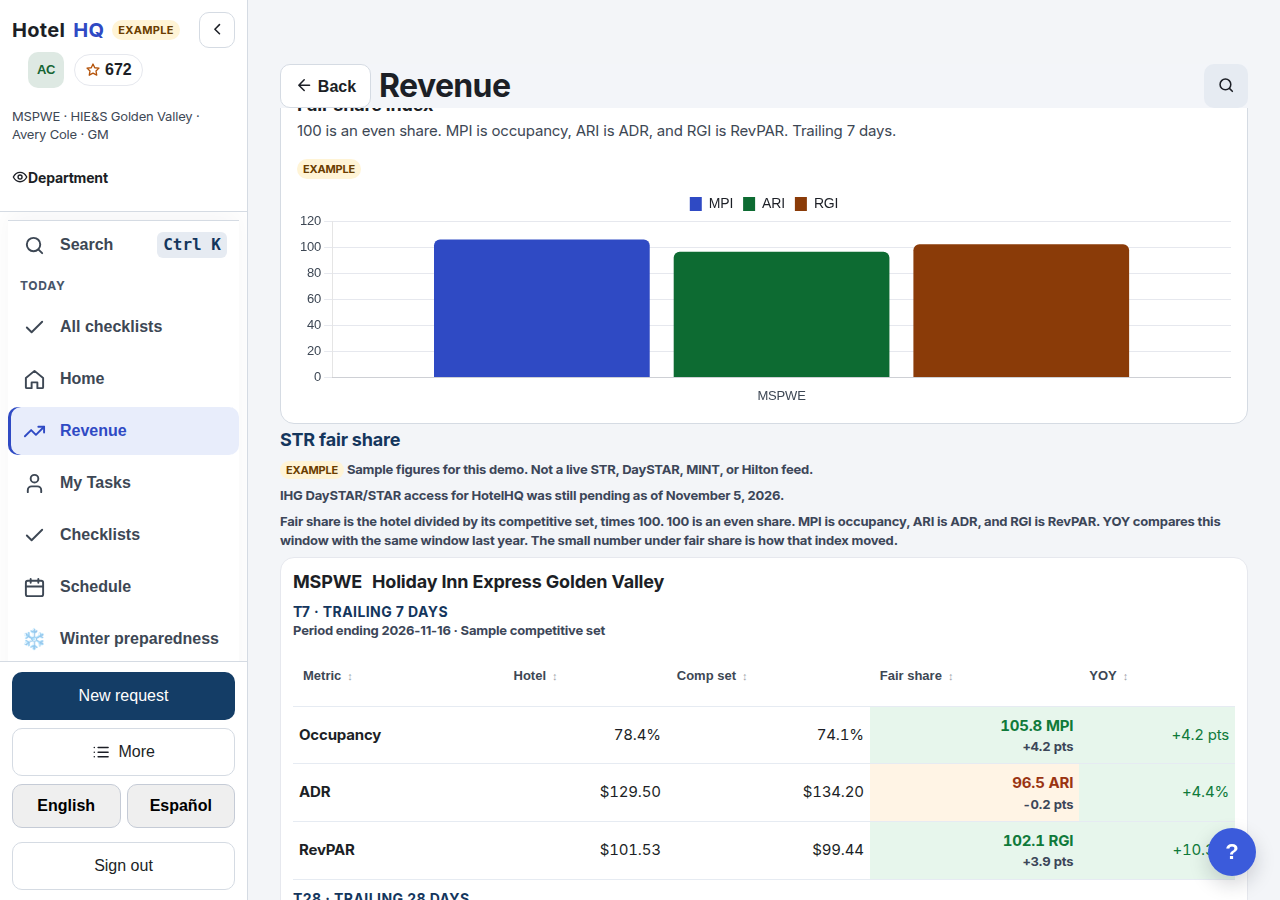 Hotel HQ EXAMPLE
AC 672
MSPWE · HIE&S Golden Valley ·
Avery Cole · GM
Department
Search Ctrl K
TODAY
All checklists
Home
Revenue
My Tasks
Checklists
Schedule
Winter preparedness
New request
More
English Español
Sign out
Back Revenue
Fair share index
100 is an even share. MPI is occupancy, ARI is ADR, and RGI is RevPAR. Trailing 7 days.
EXAMPLE
MPI ARI RGI
120
100
80
60
40
20
0
MSPWE
STR fair share
EXAMPLE Sample figures for this demo. Not a live STR, DaySTAR, MINT, or Hilton feed.
IHG DaySTAR/STAR access for HotelHQ was still pending as of November 5, 2026.
Fair share is the hotel divided by its competitive set, times 100. 100 is an even share. MPI is occupancy, ARI is ADR, and RGI is RevPAR. YOY compares this
window with the same window last year. The small number under fair share is how that index moved.
MSPWE Holiday Inn Express Golden Valley
T7 · TRAILING 7 DAYS
Period ending 2026-11-16 · Sample competitive set
Metric ↕ Hotel ↕ Comp set ↕ Fair share ↕ YOY ↕
Occupancy 78.4% 74.1% 105.8 MPI +4.2 pts
+4.2 pts
ADR $129.50 $134.20 96.5 ARI +4.4%
-0.2 pts
RevPAR $101.53 $99.44 102.1 RGI
+3.9 pts
?
T28 · TRAILING 28 DAYS